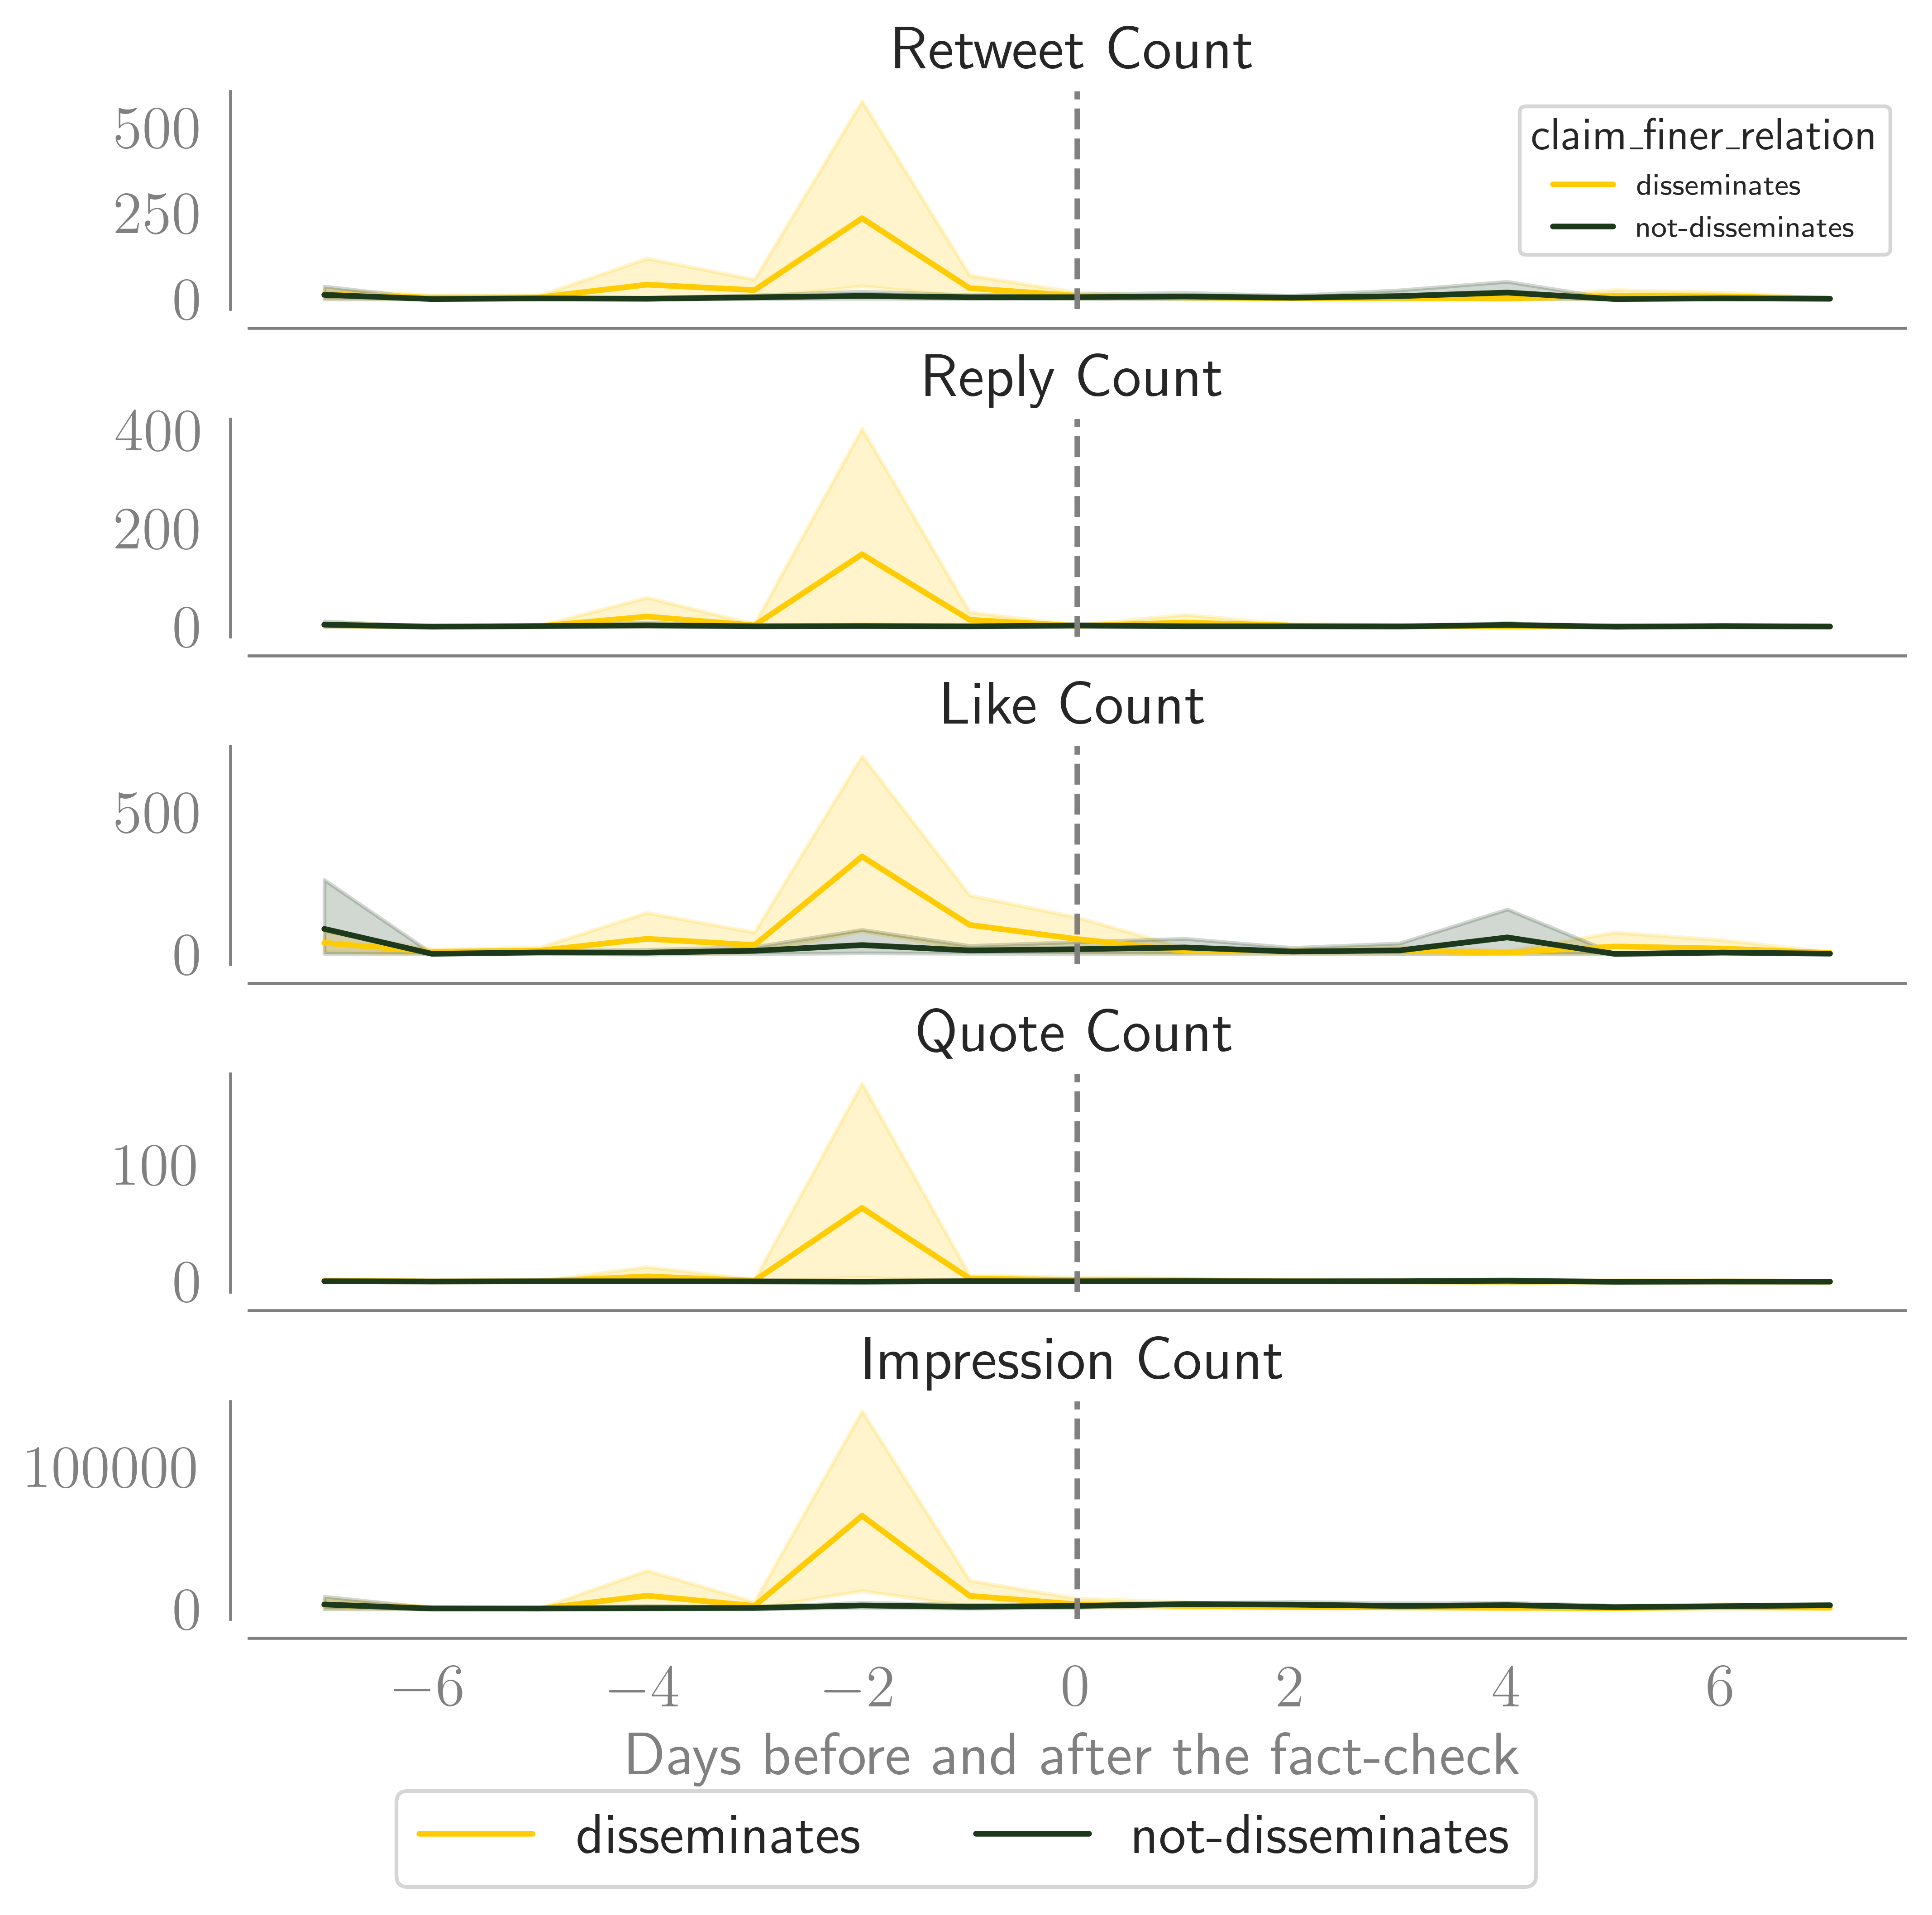 Retweet Count
500
250
0
claim_finer_relation
disseminates
not-disseminates
Reply Count
400
200
0
Like Count
500
0
Quote Count
100
0
Impression Count
100000
0
−6 −4 −2 0 2 4 6
Days before and after the fact-check
disseminates not-disseminates